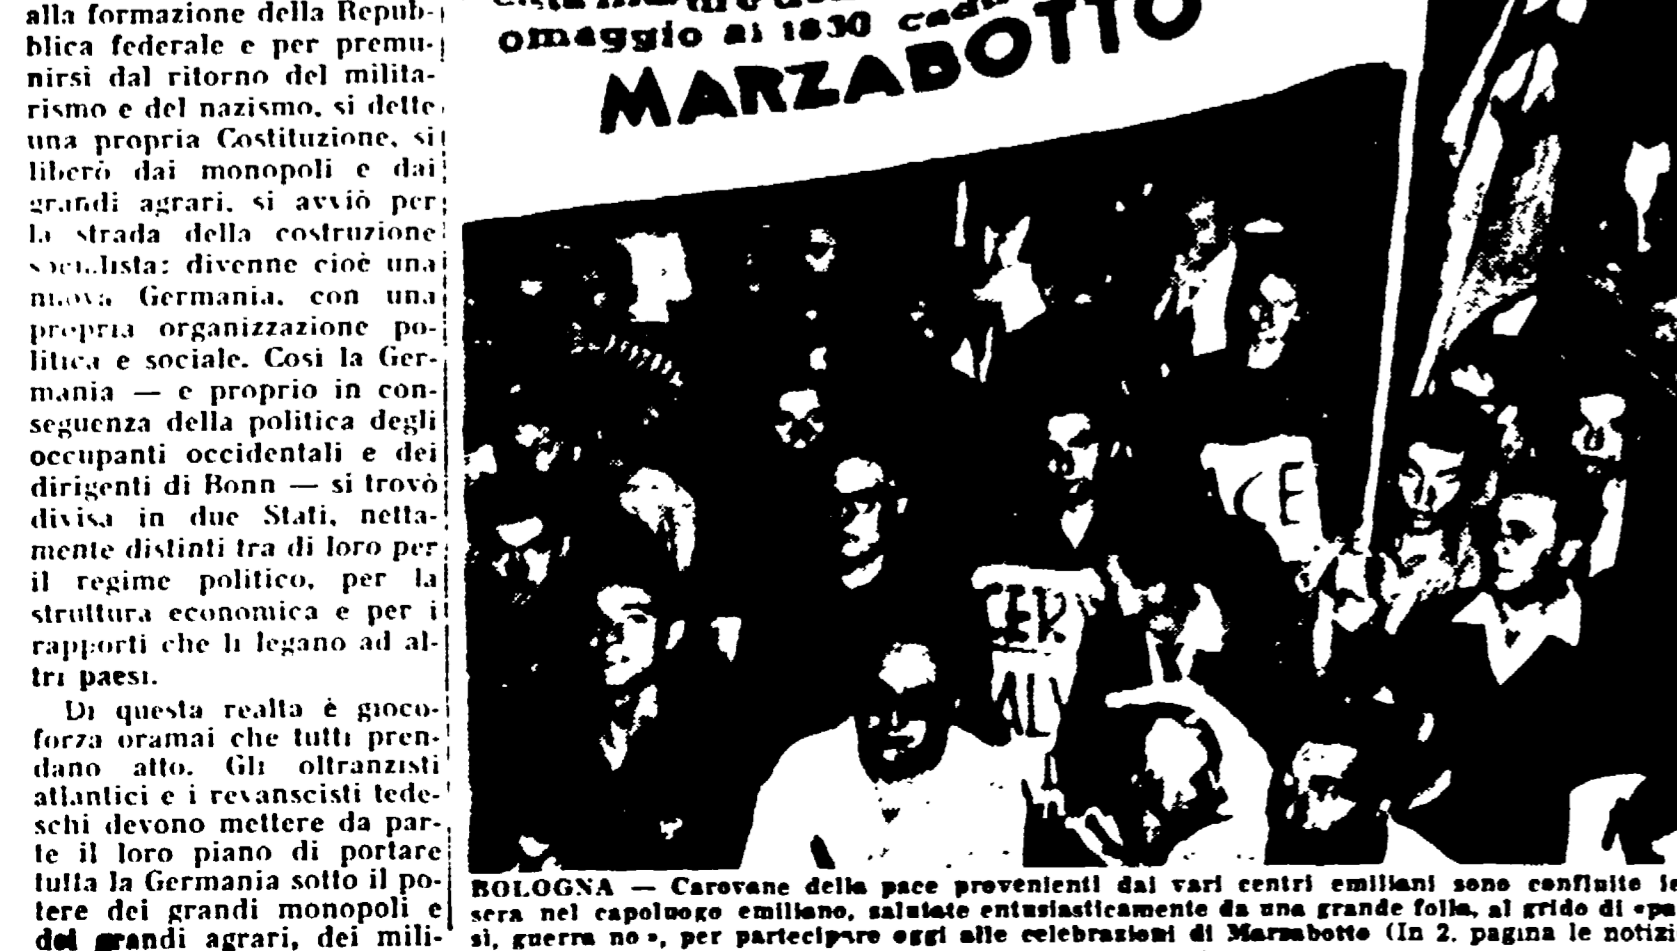 alla formazione della Repub-
blica federale e per premu-
nirsi dal ritorno del milita-
rismo e del nazismo, si dette
una propria Costituzione, si
liberò dai monopoli e dai
grandi agrari, si avviò per
la strada della costruzione
socialista: divenne cioè una
nuova Germania, con una
propria organizzazione po-
litica e sociale. Così la Ger-
mania — e proprio in con-
seguenza della politica degli
occupanti occidentali e dei
dirigenti di Bonn — si trovò
divisa in due Stati, netta-
mente distinti tra di loro per
il regime politico, per la
struttura economica e per i
rapporti che li legano ad al-
tri paesi.
Di questa realtà è gioco-
forza oramai che tutti pren-
dano atto. Gli oltranzisti
atlantici e i revanscisti tede-
schi devono mettere da par-
te il loro piano di portare
tutta la Germania sotto il po-
tere dei grandi monopoli e
dei grandi agrari, dei mili-
omaggio ai 1830
MARZABOTTO
CE
CER
AL
BOLOGNA — Carovane della pace provenienti dai vari centri emiliani sono confluite ie
sera nel capoluogo emiliano, salutate entusiasticamente da una grande folla, al grido di «pa
sì, guerra no», per partecipare oggi alle celebrazioni di Marzabotto (In 2. pagina le notizi